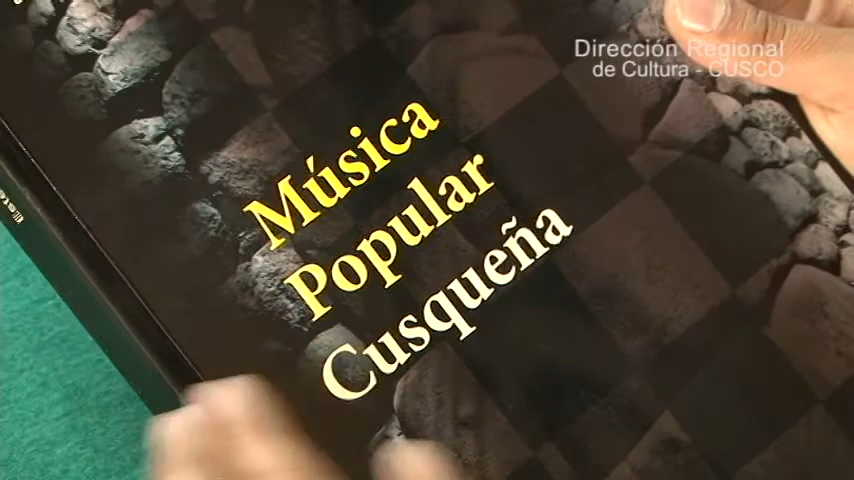 Dirección Regional
de Cultura - CUSCO
Música
Popular
Cusqueña